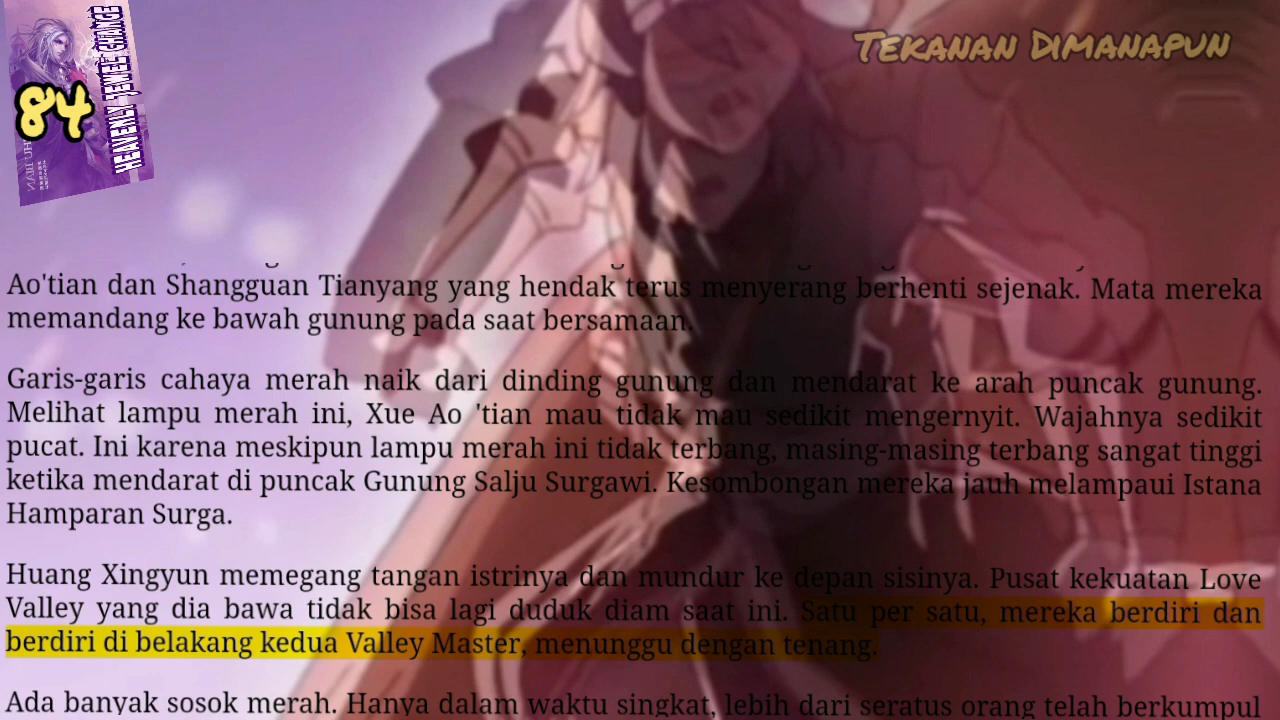 HEAVENLY JEWEL CHANGE
84
TEKANAN DIMANAPUN
Ao'tian dan Shangguan Tianyang yang hendak terus menyerang berhenti sejenak. Mata mereka
memandang ke bawah gunung pada saat bersamaan.
Garis-garis cahaya merah naik dari dinding gunung dan mendarat ke arah puncak gunung.
Melihat lampu merah ini, Xue Ao 'tian mau tidak mau sedikit mengernyit. Wajahnya sedikit
pucat. Ini karena meskipun lampu merah ini tidak terbang, masing-masing terbang sangat tinggi
ketika mendarat di puncak Gunung Salju Surgawi. Kesombongan mereka jauh melampaui Istana
Hamparan Surga.
Huang Xingyun memegang tangan istrinya dan mundur ke depan sisinya. Pusat kekuatan Love
Valley yang dia bawa tidak bisa lagi duduk diam saat ini. Satu per satu, mereka berdiri dan
berdiri di belakang kedua Valley Master, menunggu dengan tenang.
Ada banyak sosok merah. Hanya dalam waktu singkat, lebih dari seratus orang telah berkumpul